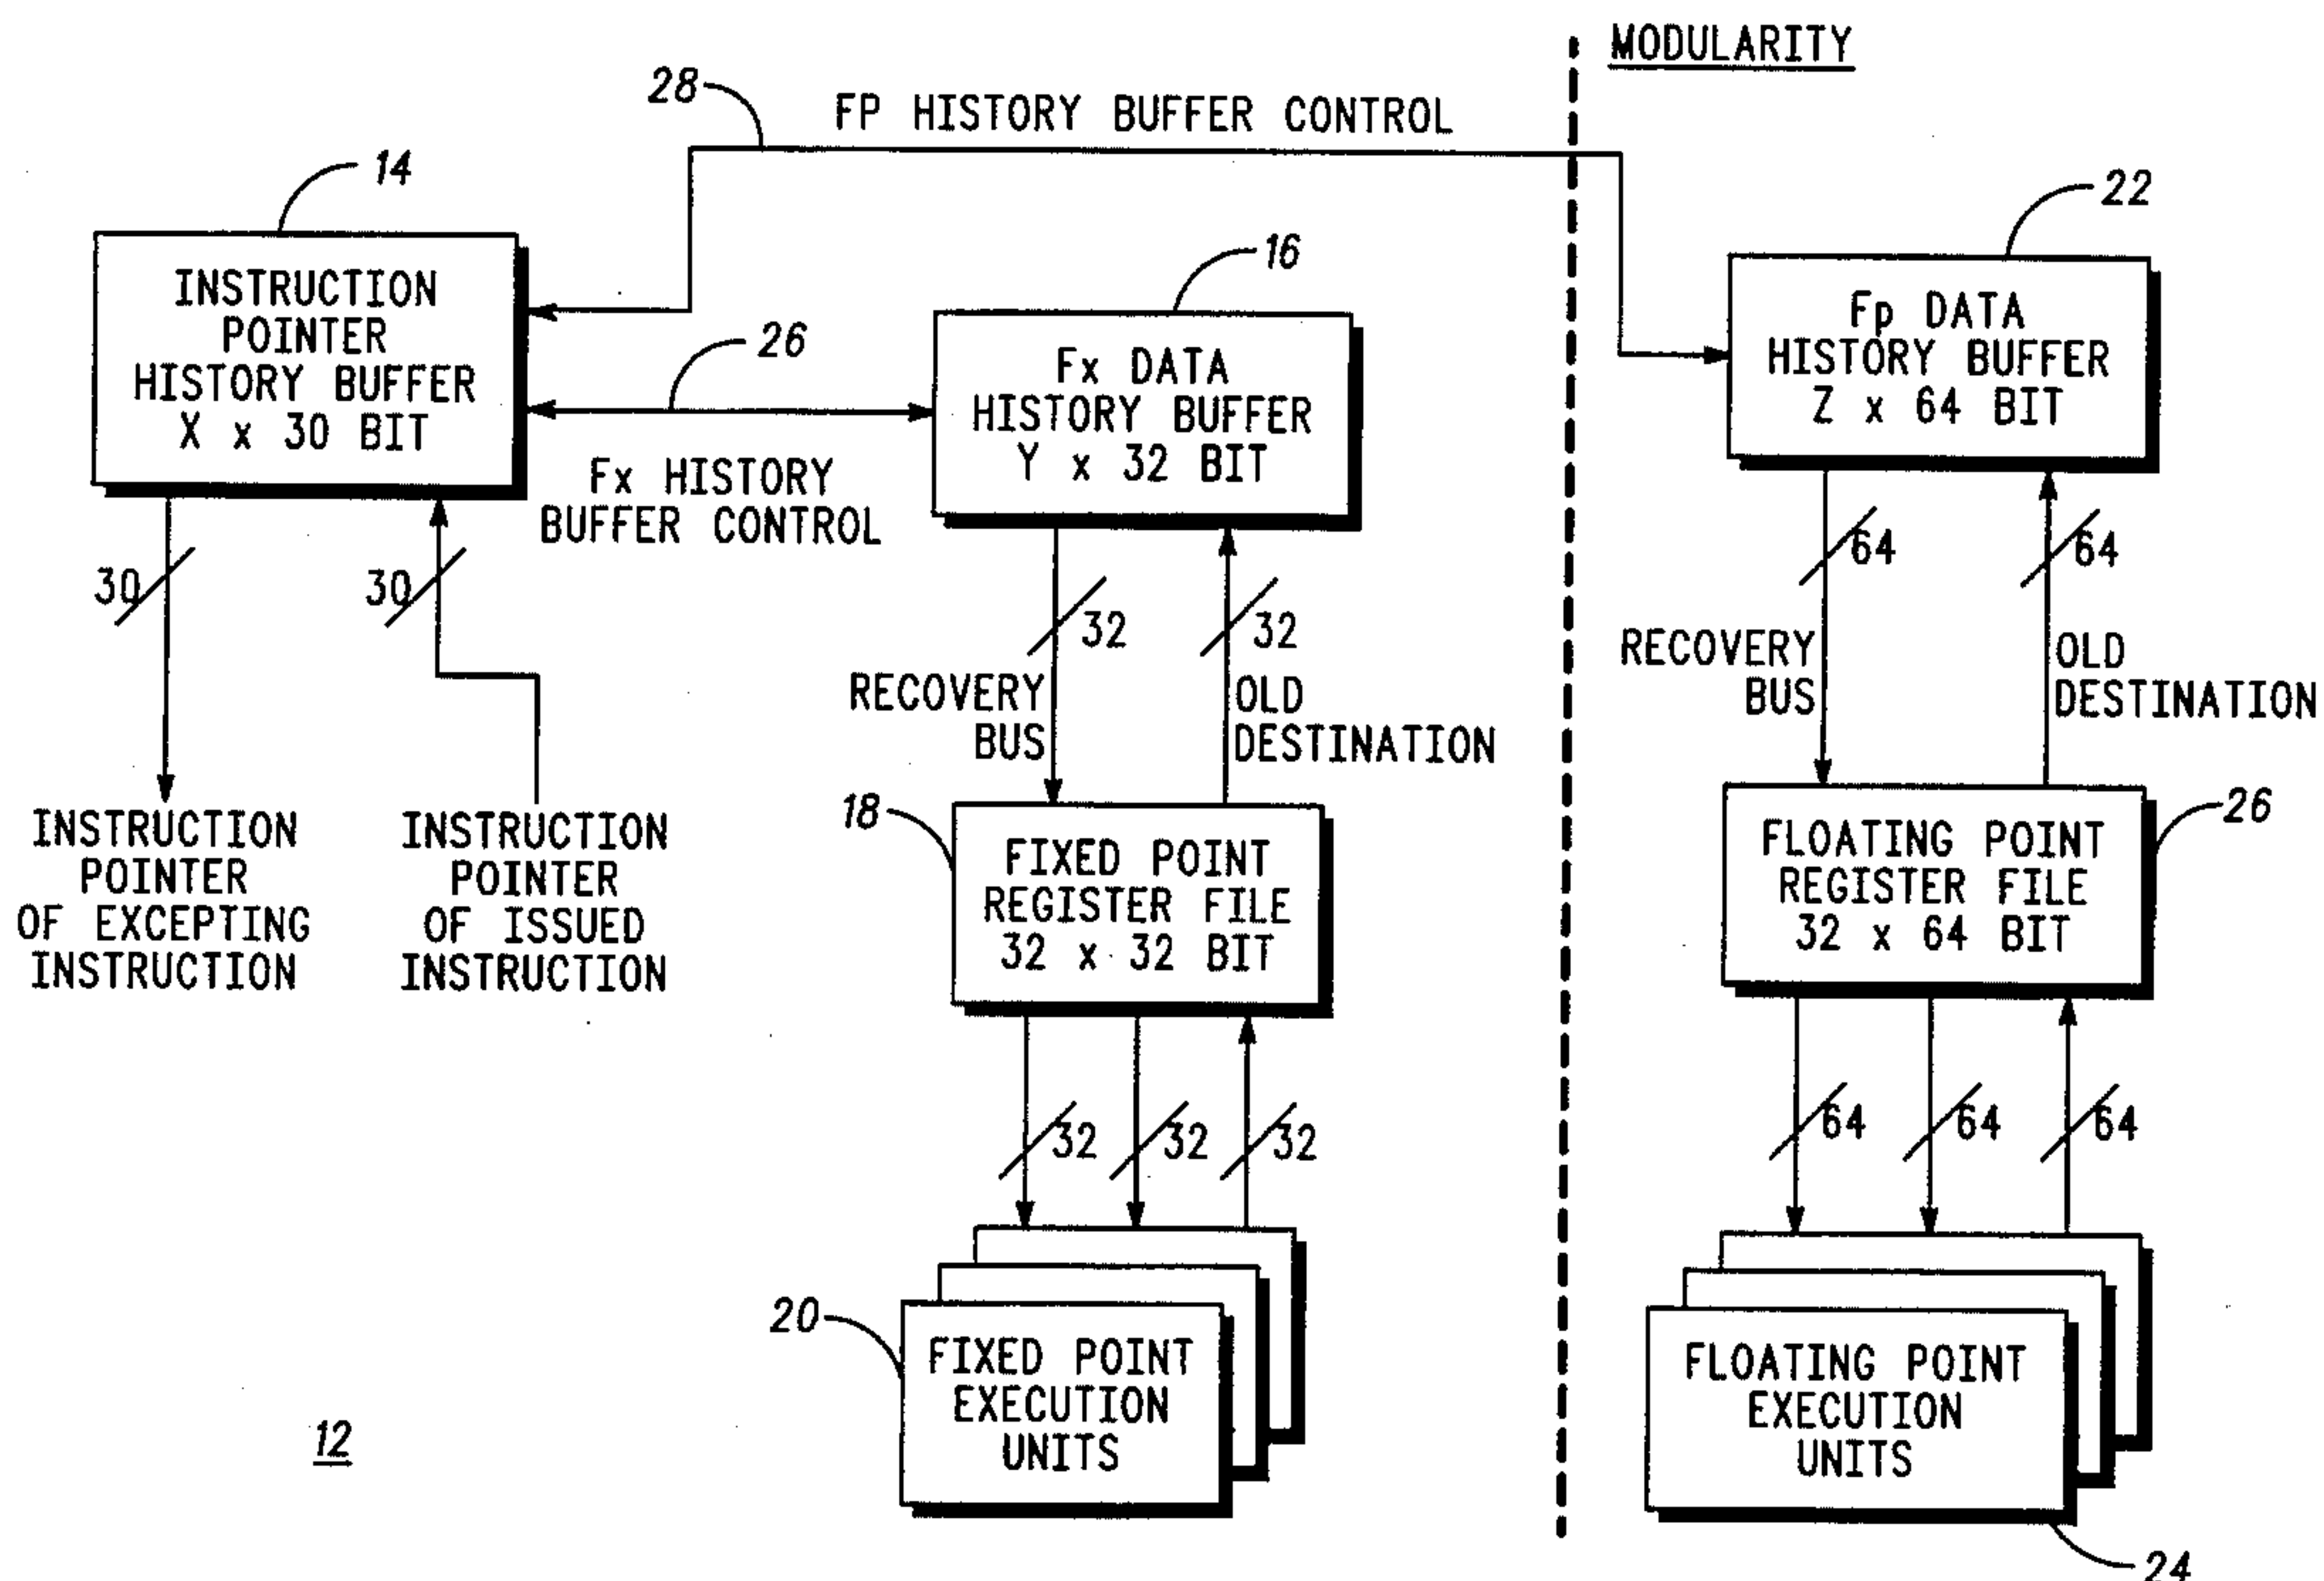 MODULARITY
28
FP HISTORY BUFFER CONTROL
14
INSTRUCTION
POINTER
HISTORY BUFFER
X x 30 BIT
26
Fx HISTORY
BUFFER CONTROL
16
Fx DATA
HISTORY BUFFER
Y x 32 BIT
22
Fp DATA
HISTORY BUFFER
Z x 64 BIT
30
30
INSTRUCTION
POINTER
OF EXCEPTING
INSTRUCTION
INSTRUCTION
POINTER
OF ISSUED
INSTRUCTION
32
32
RECOVERY
BUS
OLD
DESTINATION
64
64
RECOVERY
BUS
OLD
DESTINATION
18
FIXED POINT
REGISTER FILE
32 x 32 BIT
26
FLOATING POINT
REGISTER FILE
32 x 64 BIT
32
32
32
64
64
64
20
FIXED POINT
EXECUTION
UNITS
FLOATING POINT
EXECUTION
UNITS
24
12